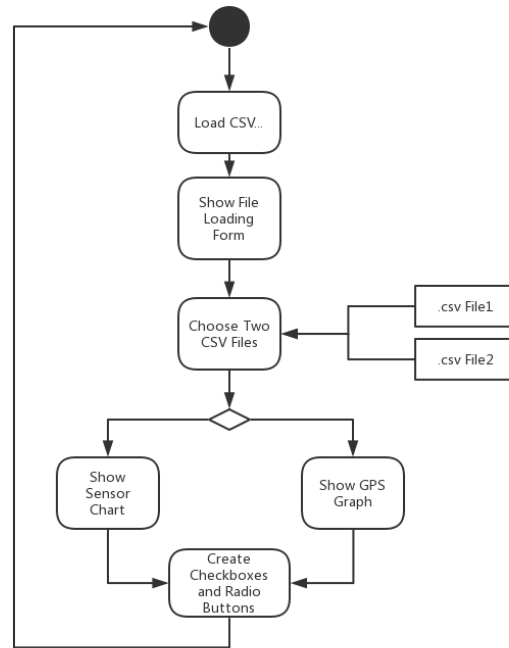 Load CSV...
Show File
Loading
Form
Choose Two
CSV Files
.csv File1
.csv File2
Show
Sensor
Chart
Show GPS
Graph
Create
Checkboxes
and Radio
Buttons